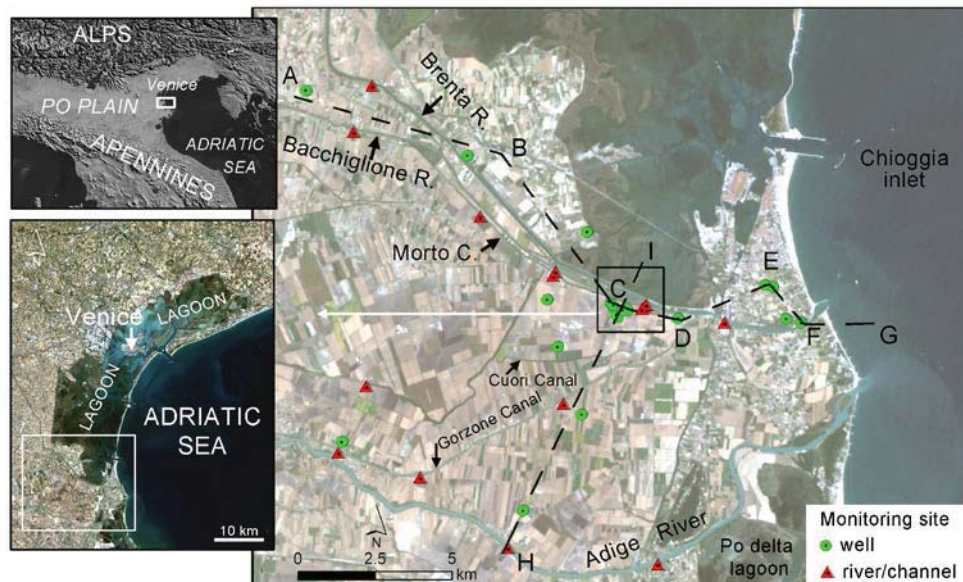 ALPS
Venice
PO PLAIN
ADRIATIC
SEA
APENNINES
LAGOON
Venice
LAGOON
ADRIATIC
SEA
10 km
A
Brenta R.
B
Bacchiglione R.
Chioggia
inlet
Morto C.
I
C
E
D
F
G
Cuori Canal
Gorzone Canal
N
H
Adige River
0 2.5 5
km
Po delta
lagoon
Monitoring site
well
river/channel